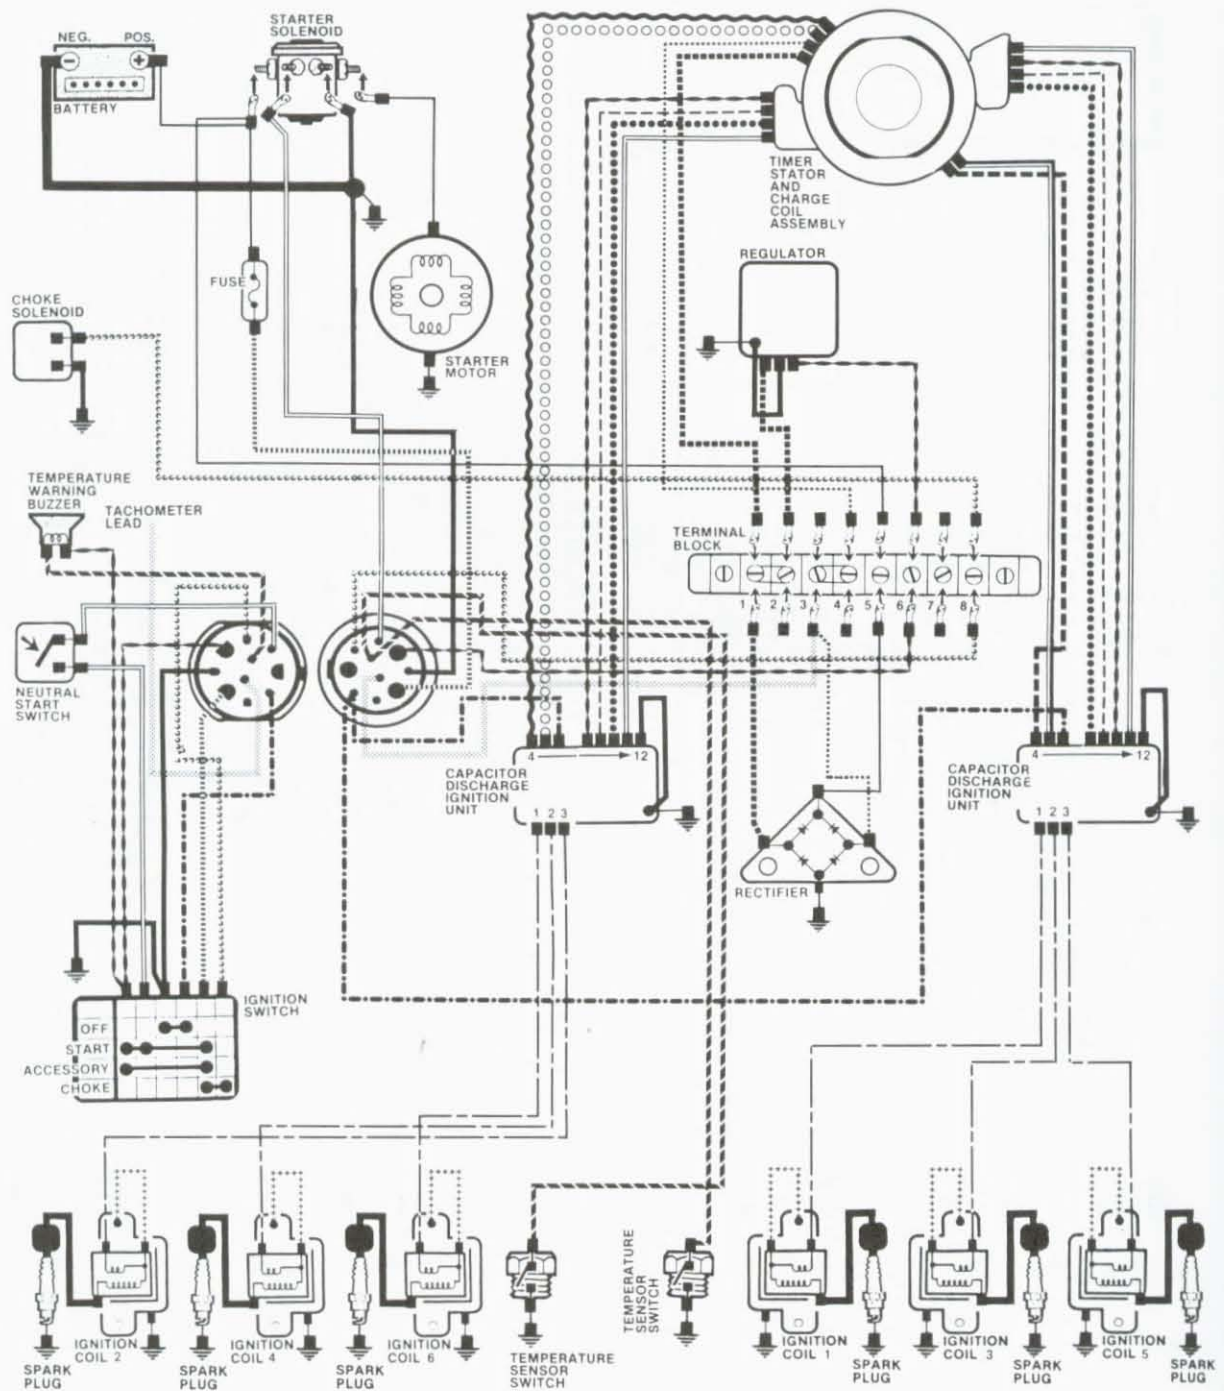 STARTER
SOLENOID
NEG. POS.
BATTERY
TIMER
STATOR
AND
CHARGE
COIL
ASSEMBLY
REGULATOR
FUSE
CHOKE
SOLENOID
STARTER
MOTOR
TEMPERATURE
WARNING
BUZZER
TACHOMETER
LEAD
TERMINAL
BLOCK
1 2 3 4 5 6 7 8
NEUTRAL
START
SWITCH
4 12
CAPACITOR
DISCHARGE
IGNITION
UNIT
1 2 3
4 12
CAPACITOR
DISCHARGE
IGNITION
UNIT
1 2 3
RECTIFIER
IGNITION
SWITCH
OFF
START
ACCESSORY
CHOKE
IGNITION
COIL 2
SPARK
PLUG
IGNITION
COIL 4
SPARK
PLUG
IGNITION
COIL 6
SPARK
PLUG
TEMPERATURE
SENSOR
SWITCH
TEMPERATURE
SENSOR
SWITCH
IGNITION
COIL 1
SPARK
PLUG
IGNITION
COIL 3
SPARK
PLUG
IGNITION
COIL 5
SPARK
PLUG